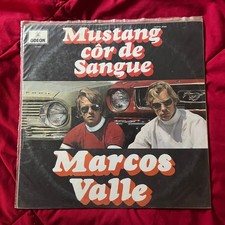 ODEON
Mustang
côr de
Sangue
Marcos
Valle